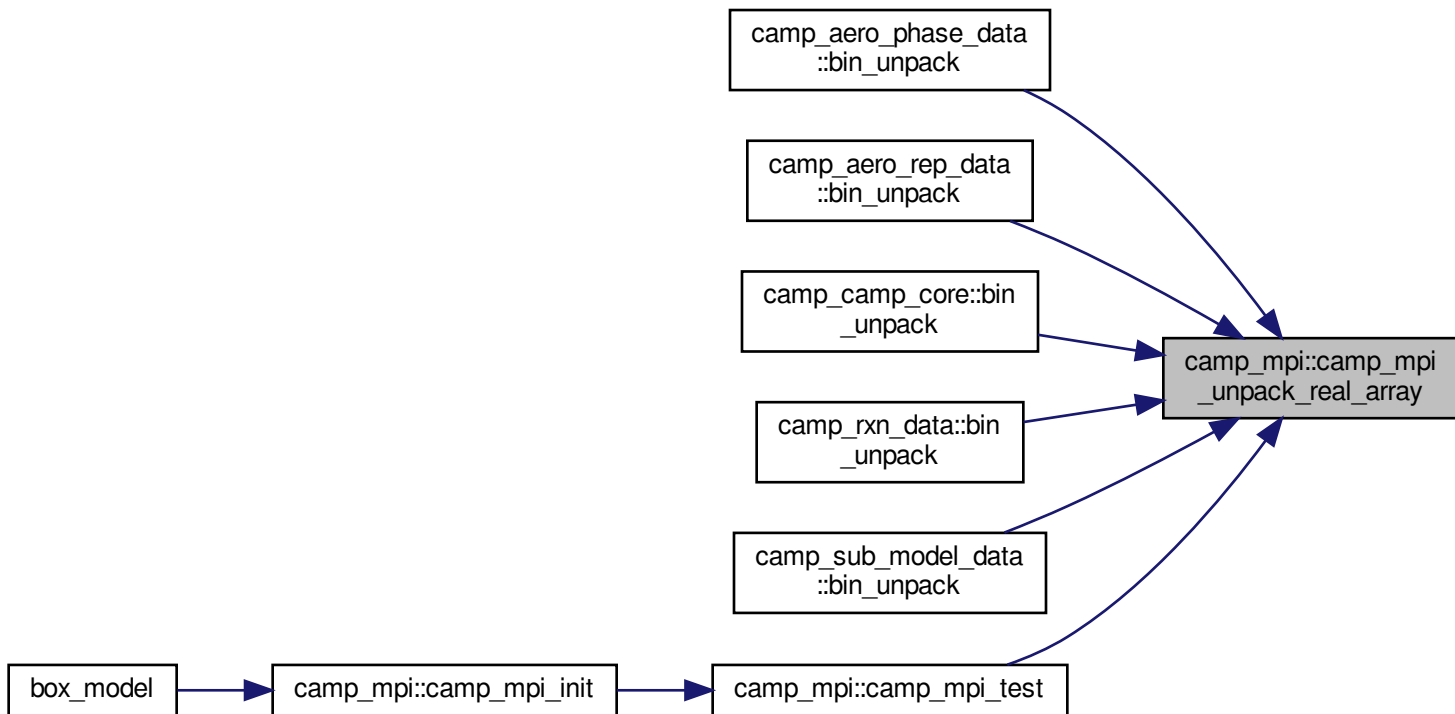 camp_aero_phase_data
::bin_unpack
camp_aero_rep_data
::bin_unpack
camp_camp_core::bin
_unpack
camp_mpi::camp_mpi
_unpack_real_array
camp_rxn_data::bin
_unpack
camp_sub_model_data
::bin_unpack
box_model
camp_mpi::camp_mpi_init
camp_mpi::camp_mpi_test